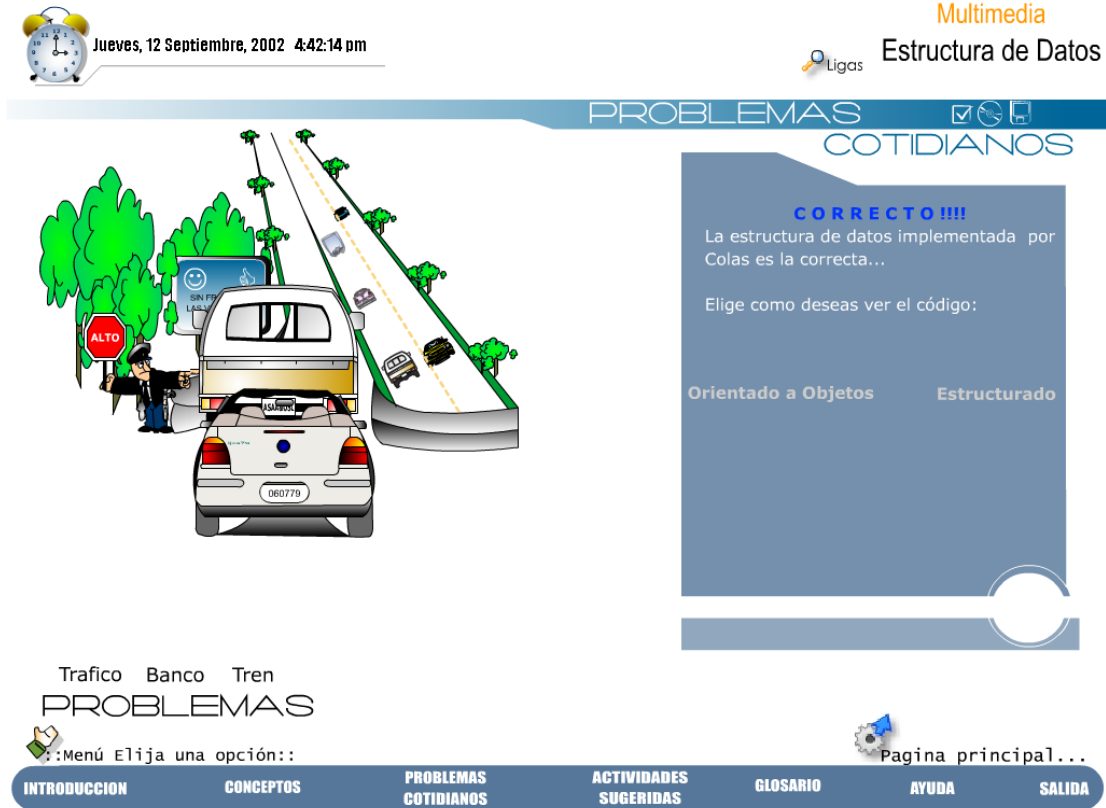 Multimedia
Jueves, 12 Septiembre, 2002 4:42:14 pm
Ligas
Estructura de Datos
PROBLEMAS
COTIDIANOS
CORRECTO!!!!
La estructura de datos implementada por
Colas es la correcta...
Elige como deseas ver el código:
Orientado a Objetos
Estructurado
SIN
ALTO
060779
Trafico Banco Tren
PROBLEMAS
::Menú Elija una opción::
Pagina principal...
INTRODUCCION
CONCEPTOS
PROBLEMAS
COTIDIANOS
ACTIVIDADES
SUGERIDAS
GLOSARIO
AYUDA
SALIDA